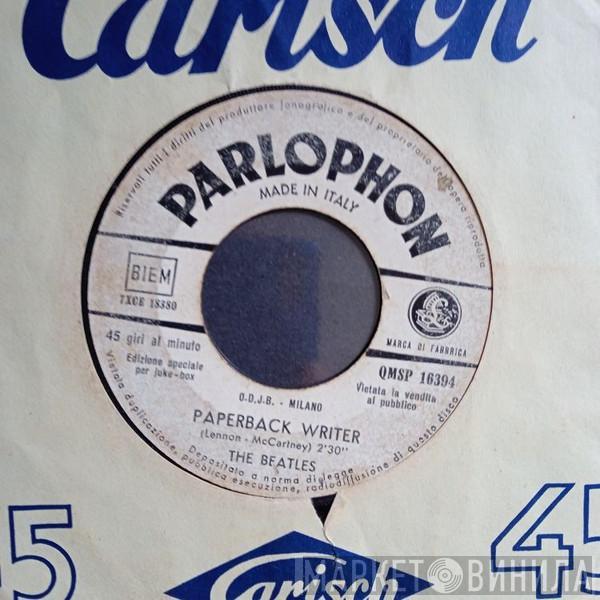 Carisch
Riservati tutti i diritti del produttore fonografico e del proprietario dell'opera riprodotta
PARLOPHON
MADE IN ITALY
BIEM
7XCE 18380
MARCA DI FABBRICA
45 giri al minuto
Edizione speciale
per juke-box
QMSP 16394
Vietata la vendita
al pubblico
O.D.J.B. - MILANO
PAPERBACK WRITER
(Lennon - McCartney) 2'30''
THE BEATLES
Depositato a norma di legge
Vietata duplicazione, pubblica esecuzione, radiodiffusione di questo disco
45
45
Carisch
МАРКЕТ ВИНИЛА